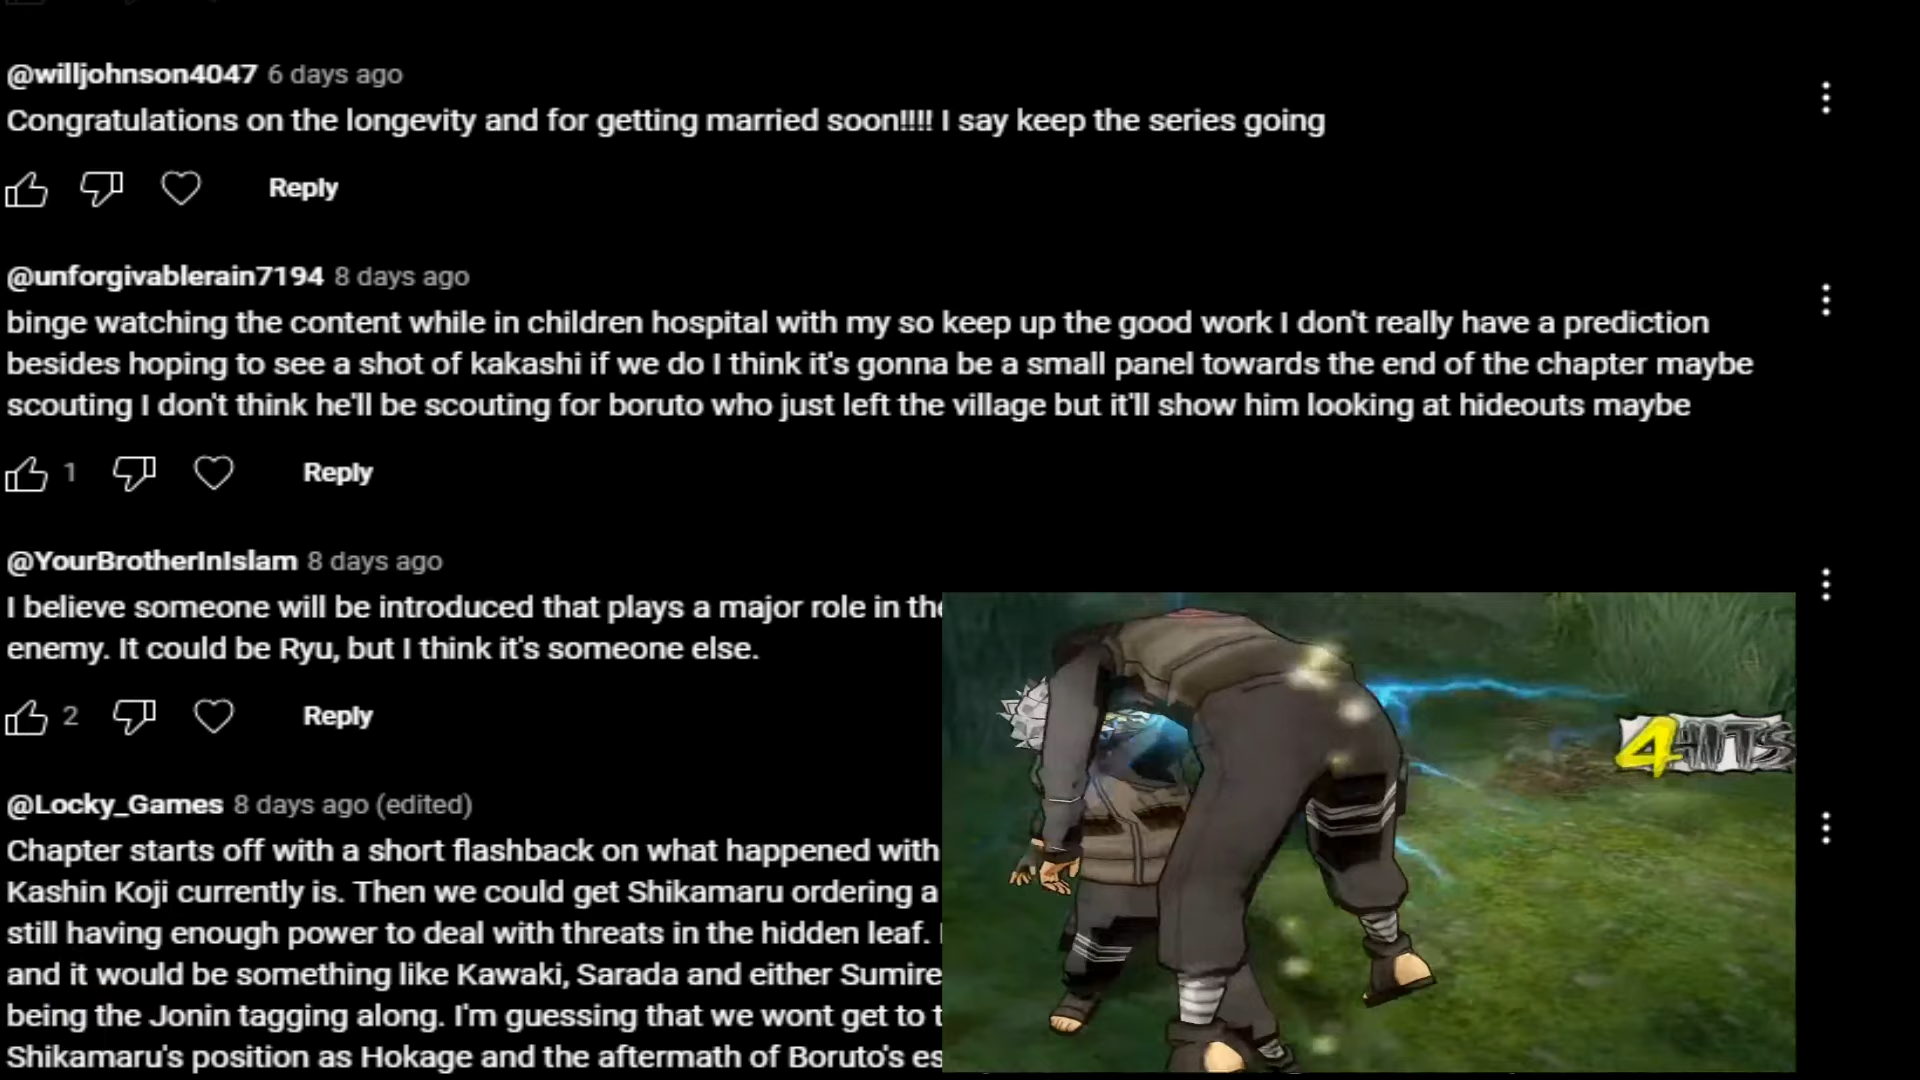 @willjohnson4047 6 days ago
Congratulations on the longevity and for getting married soon!!!! I say keep the series going
Reply
@unforgivablerain7194 8 days ago
binge watching the content while in children hospital with my so keep up the good work I don't really have a prediction
besides hoping to see a shot of kakashi if we do I think it's gonna be a small panel towards the end of the chapter maybe
scouting I don't think he'll be scouting for boruto who just left the village but it'll show him looking at hideouts maybe
1 Reply
@YourBrotherInIslam 8 days ago
I believe someone will be introduced that plays a major role in the
enemy. It could be Ryu, but I think it's someone else.
2 Reply
4 HITS
@Locky_Games 8 days ago (edited)
Chapter starts off with a short flashback on what happened with
Kashin Koji currently is. Then we could get Shikamaru ordering a
still having enough power to deal with threats in the hidden leaf.
and it would be something like Kawaki, Sarada and either Sumire
being the Jonin tagging along. I'm guessing that we wont get to
Shikamaru's position as Hokage and the aftermath of Boruto's